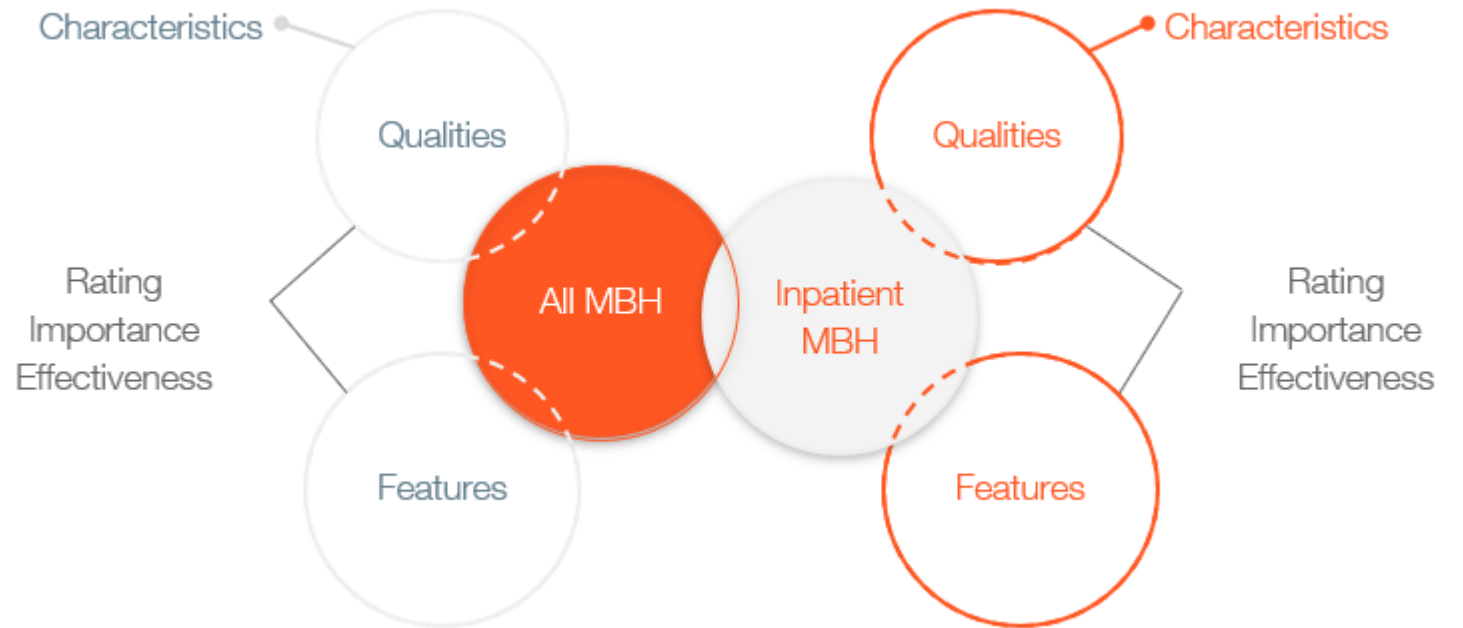 Characteristics
Characteristics
Qualities
Qualities
Rating
Importance
Effectiveness
All MBH
Inpatient
MBH
Rating
Importance
Effectiveness
Features
Features